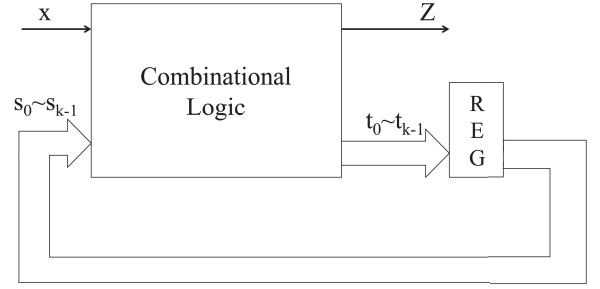 x
Z
Combinational
Logic
s₀~sₖ₋₁
t₀~tₖ₋₁
R
E
G